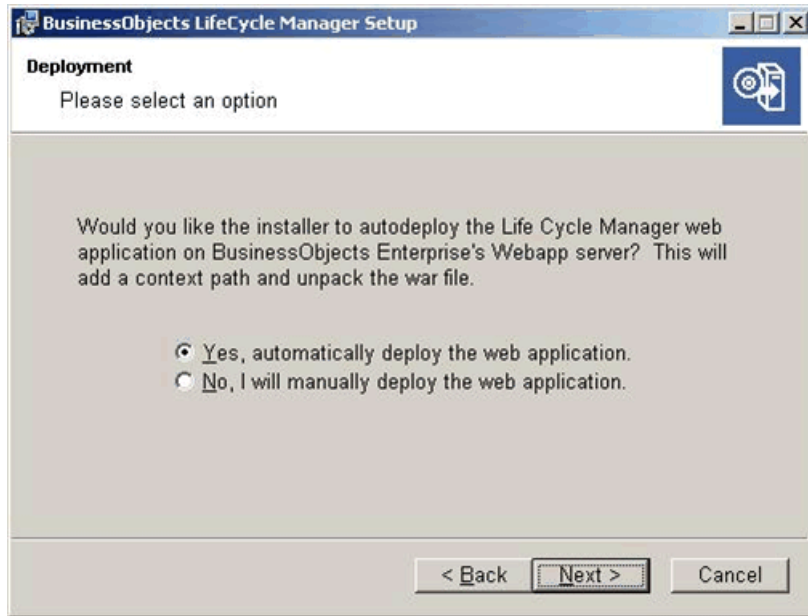 BusinessObjects LifeCycle Manager Setup
Deployment
Please select an option
Would you like the installer to autodeploy the Life Cycle Manager web
application on BusinessObjects Enterprise's Webapp server?  This will
add a context path and unpack the war file.
Yes, automatically deploy the web application.
No, I will manually deploy the web application.
< Back
Next >
Cancel